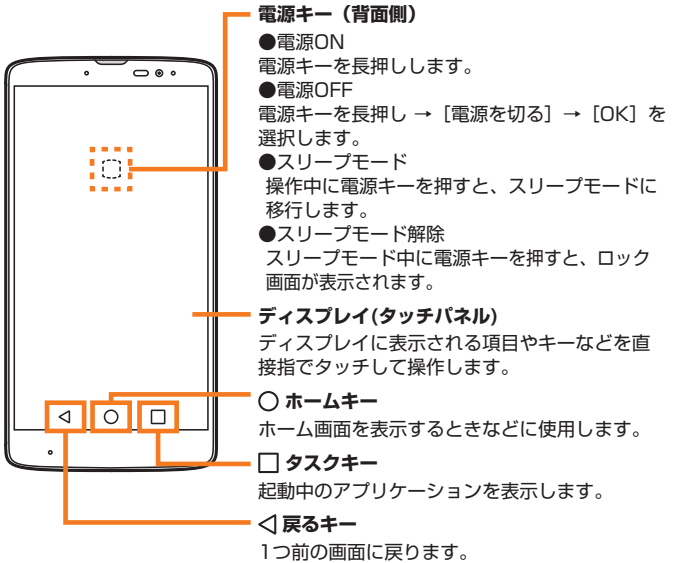 電源キー（背面側）
●電源ON
電源キーを長押しします。
●電源OFF
電源キーを長押し → ［電源を切る］→［OK］を
選択します。
●スリープモード
操作中に電源キーを押すと、スリープモードに
移行します。
●スリープモード解除
スリープモード中に電源キーを押すと、ロック
画面が表示されます。
ディスプレイ(タッチパネル)
ディスプレイに表示される項目やキーなどを直
接指でタッチして操作します。
○ ホームキー
ホーム画面を表示するときなどに使用します。
□ タスクキー
起動中のアプリケーションを表示します。
◁ 戻るキー
1つ前の画面に戻ります。